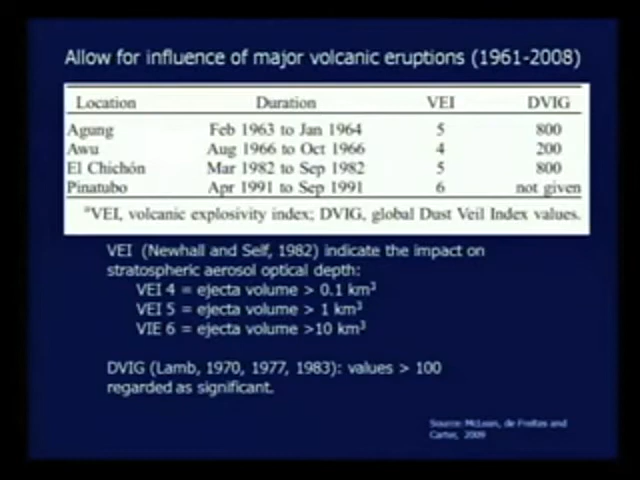 Allow for influence of major volcanic eruptions (1961-2008)
Location Duration VEI DVIG
Agung Feb 1963 to Jan 1964 5 800
Awu Aug 1966 to Oct 1966 4 200
El Chichón Mar 1982 to Sep 1982 5 800
Pinatubo Apr 1991 to Sep 1991 6 not given
ᵃVEI, volcanic explosivity index; DVIG, global Dust Veil Index values.
VEI (Newhall and Self, 1982) indicate the impact on
stratospheric aerosol optical depth:
VEI 4 = ejecta volume > 0.1 km³
VEI 5 = ejecta volume > 1 km³
VIE 6 = ejecta volume >10 km³
DVIG (Lamb, 1970, 1977, 1983): values > 100
regarded as significant.
Source: McLean, de Freitas and
Carter, 2009